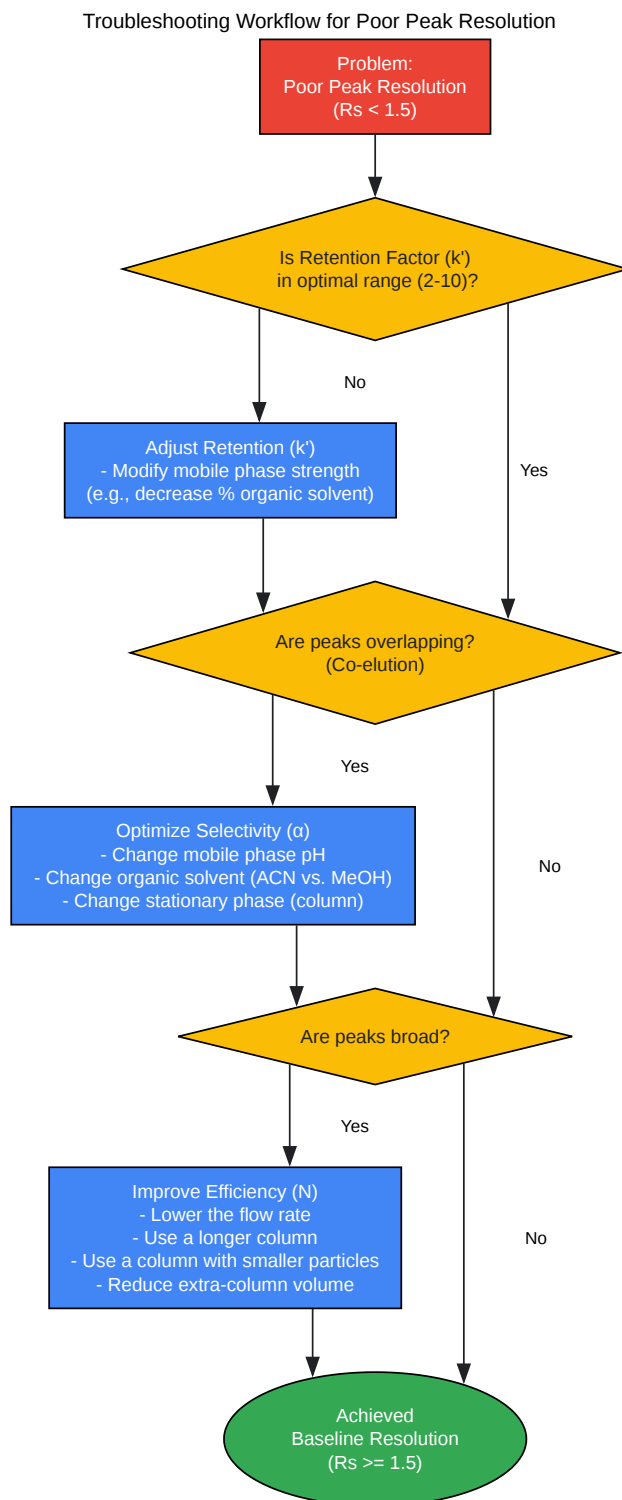 Troubleshooting Workflow for Poor Peak Resolution
Problem:
Poor Peak Resolution
(Rs < 1.5)
Is Retention Factor (k')
in optimal range (2-10)?
No
Adjust Retention (k')
- Modify mobile phase strength
(e.g., decrease % organic solvent)
Yes
Are peaks overlapping?
(Co-elution)
Yes
Optimize Selectivity (α)
- Change mobile phase pH
- Change organic solvent (ACN vs. MeOH)
- Change stationary phase (column)
No
Are peaks broad?
Yes
Improve Efficiency (N)
- Lower the flow rate
- Use a longer column
- Use a column with smaller particles
- Reduce extra-column volume
No
Achieved
Baseline Resolution
(Rs >= 1.5)